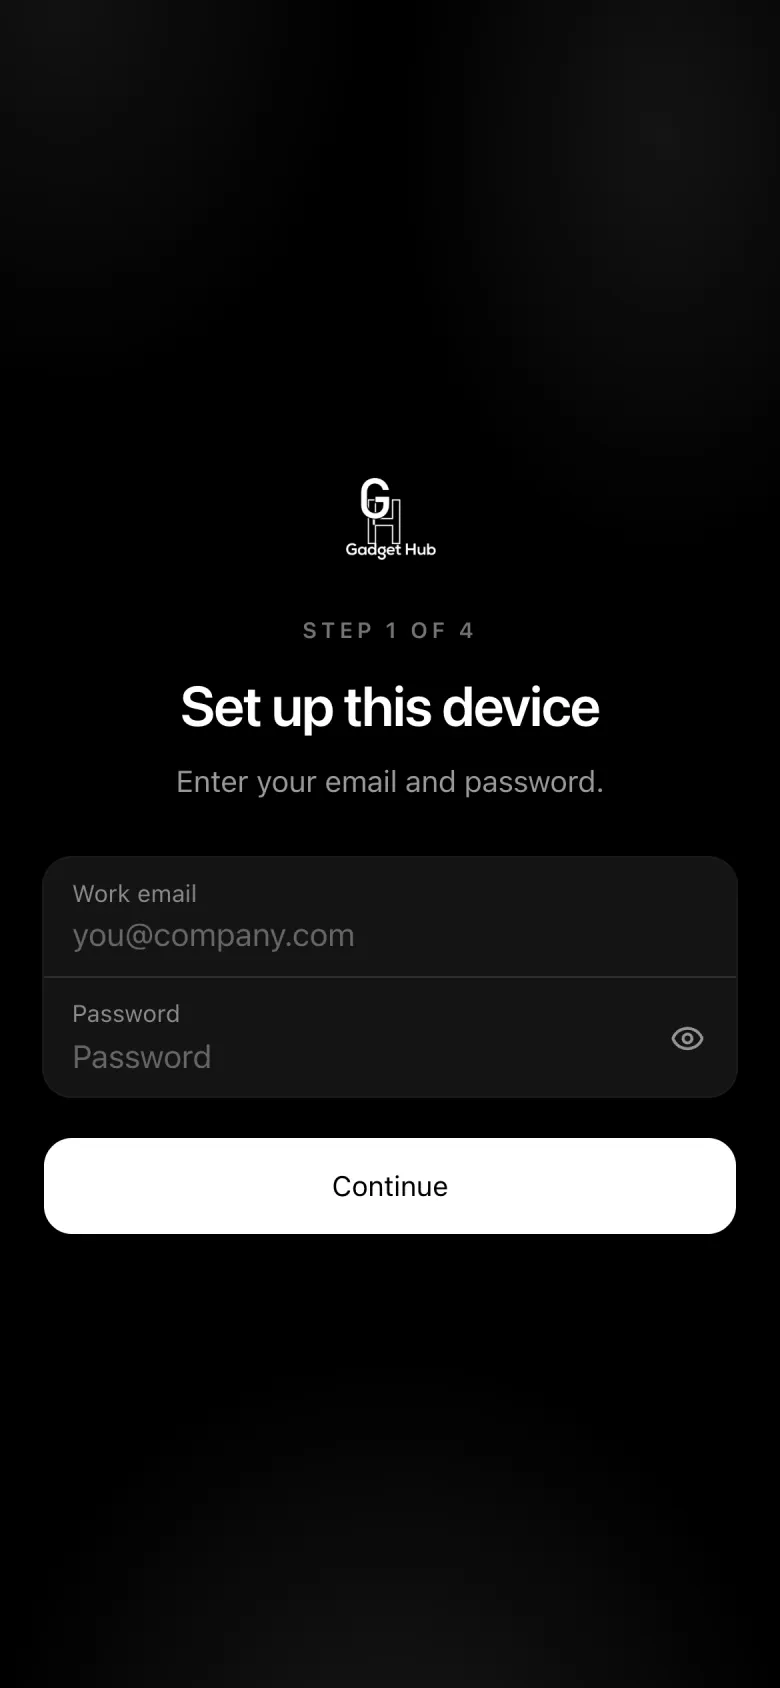 GH
Gadget Hub
STEP 1 OF 4
Set up this device
Enter your email and password.
Work email
you@company.com
Password
Password
Continue